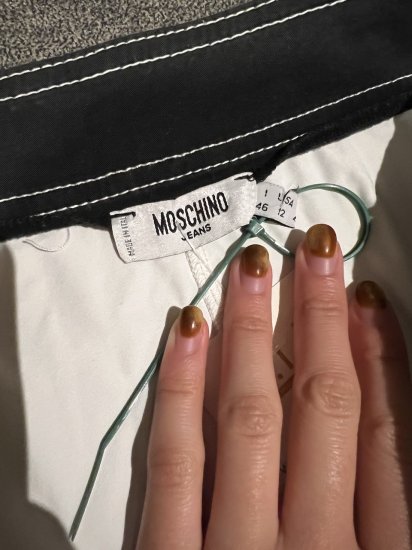 MOSCHINO
JEANS
MADE IN ITALY
I USA
46 12